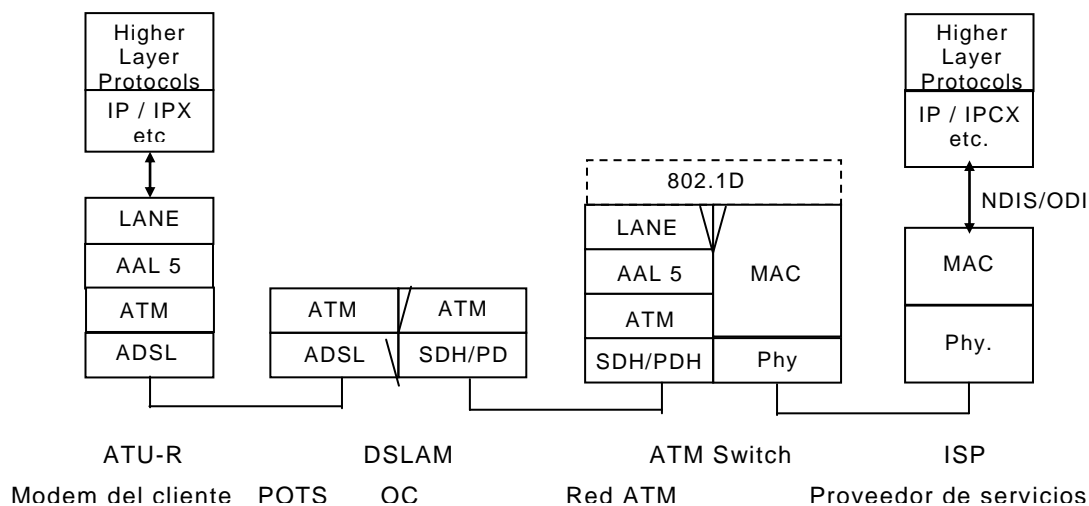 Higher
Layer
Protocols
IP / IPX
etc
LANE
AAL 5
ATM
ADSL
ATM
ATM
ADSL
SDH/PD
802.1D
LANE
AAL 5
ATM
SDH/PDH
MAC
Phy
Higher
Layer
Protocols
IP / IPCX
etc.
NDIS/ODI
MAC
Phy.
ATU-R
DSLAM
ATM Switch
ISP
Modem del cliente
POTS
OC
Red ATM
Proveedor de servicios